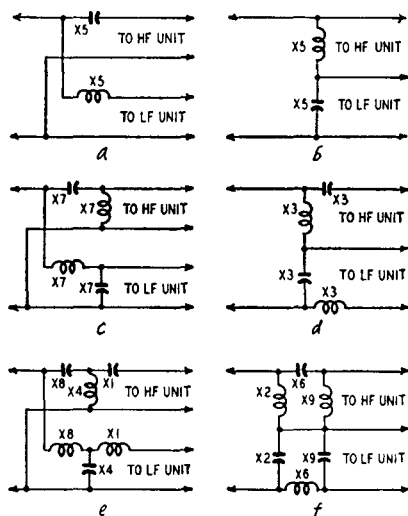 X5
TO HF UNIT
X5
TO LF UNIT
a
X5
TO HF UNIT
X5
TO LF UNIT
b
X7
X7
TO HF UNIT
X7
X7
TO LF UNIT
c
X3
X3
TO HF UNIT
X3
TO LF UNIT
X3
d
X8
X1
X4
TO HF UNIT
X8
X1
X4
TO LF UNIT
e
X6
X2
X9
TO HF UNIT
X2
X9
TO LF UNIT
X6
f